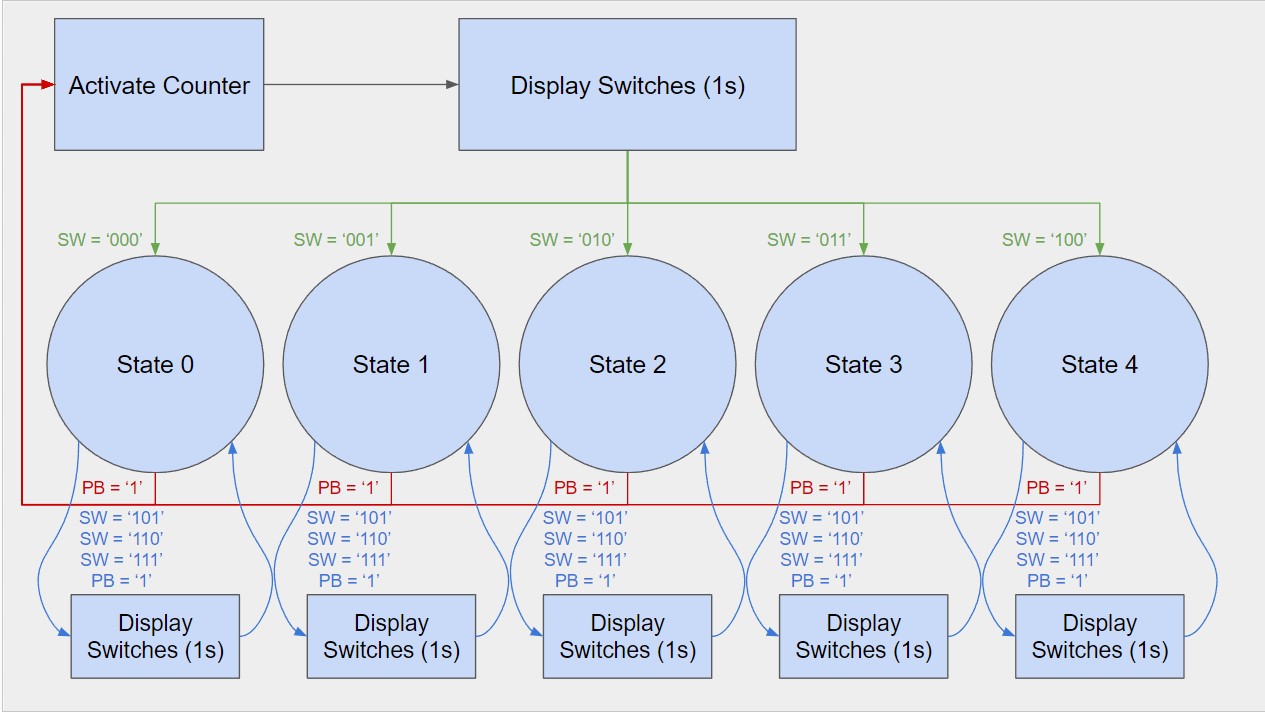 Activate Counter
Display Switches (1s)
SW = ‘000’
SW = ‘001’
SW = ‘010’
SW = ‘011’
SW = ‘100’
State 0
State 1
State 2
State 3
State 4
PB = ‘1’
PB = ‘1’
PB = ‘1’
PB = ‘1’
PB = ‘1’
SW = ‘101’
SW = ‘110’
SW = ‘111’
PB = ‘1’
SW = ‘101’
SW = ‘110’
SW = ‘111’
PB = ‘1’
SW = ‘101’
SW = ‘110’
SW = ‘111’
PB = ‘1’
SW = ‘101’
SW = ‘110’
SW = ‘111’
PB = ‘1’
SW = ‘101’
SW = ‘110’
SW = ‘111’
PB = ‘1’
Display
Switches (1s)
Display
Switches (1s)
Display
Switches (1s)
Display
Switches (1s)
Display
Switches (1s)